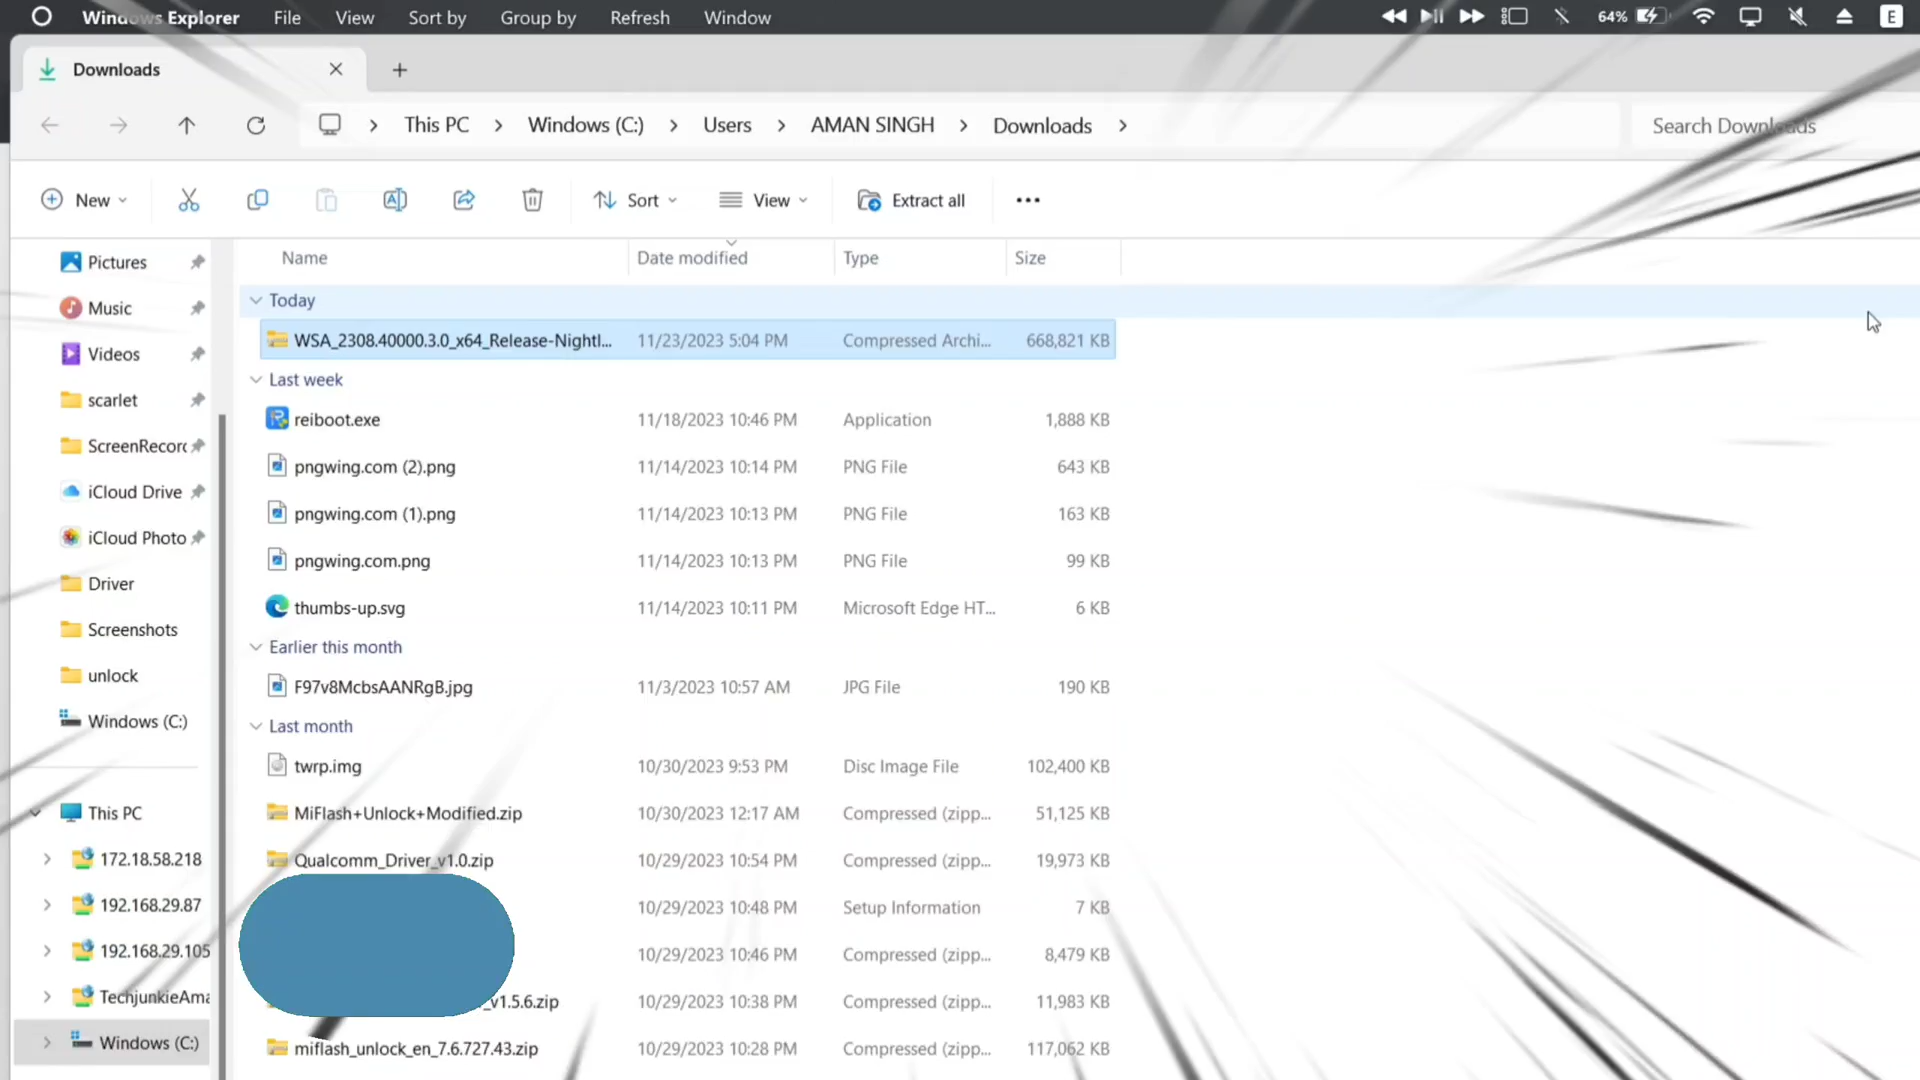 Windows Explorer File View Sort by Group by Refresh Window 64% E
Downloads
This PC Windows (C:) Users AMAN SINGH Downloads Search Downloads
New Sort View Extract all
Name Date modified Type Size
Pictures
Music
Videos
scarlet
ScreenRecorc
iCloud Drive
iCloud Photo
Driver
Screenshots
unlock
Windows (C:)
This PC
172.18.58.218
192.168.29.87
192.168.29.105
TechjunkieAma
Windows (C:)
Today
WSA_2308.40000.3.0_x64_Release-Nightl... 11/23/2023 5:04 PM Compressed Archi... 668,821 KB
Last week
reiboot.exe 11/18/2023 10:46 PM Application 1,888 KB
pngwing.com (2).png 11/14/2023 10:14 PM PNG File 643 KB
pngwing.com (1).png 11/14/2023 10:13 PM PNG File 163 KB
pngwing.com.png 11/14/2023 10:13 PM PNG File 99 KB
thumbs-up.svg 11/14/2023 10:11 PM Microsoft Edge HT... 6 KB
Earlier this month
F97v8McbsAANRgB.jpg 11/3/2023 10:57 AM JPG File 190 KB
Last month
twrp.img 10/30/2023 9:53 PM Disc Image File 102,400 KB
MiFlash+Unlock+Modified.zip 10/30/2023 12:17 AM Compressed (zipp... 51,125 KB
Qualcomm_Driver_v1.0.zip 10/29/2023 10:54 PM Compressed (zipp... 19,973 KB
10/29/2023 10:48 PM Setup Information 7 KB
10/29/2023 10:46 PM Compressed (zipp... 8,479 KB
_v1.5.6.zip 10/29/2023 10:38 PM Compressed (zipp... 11,983 KB
miflash_unlock_en_7.6.727.43.zip 10/29/2023 10:28 PM Compressed (zipp... 117,062 KB